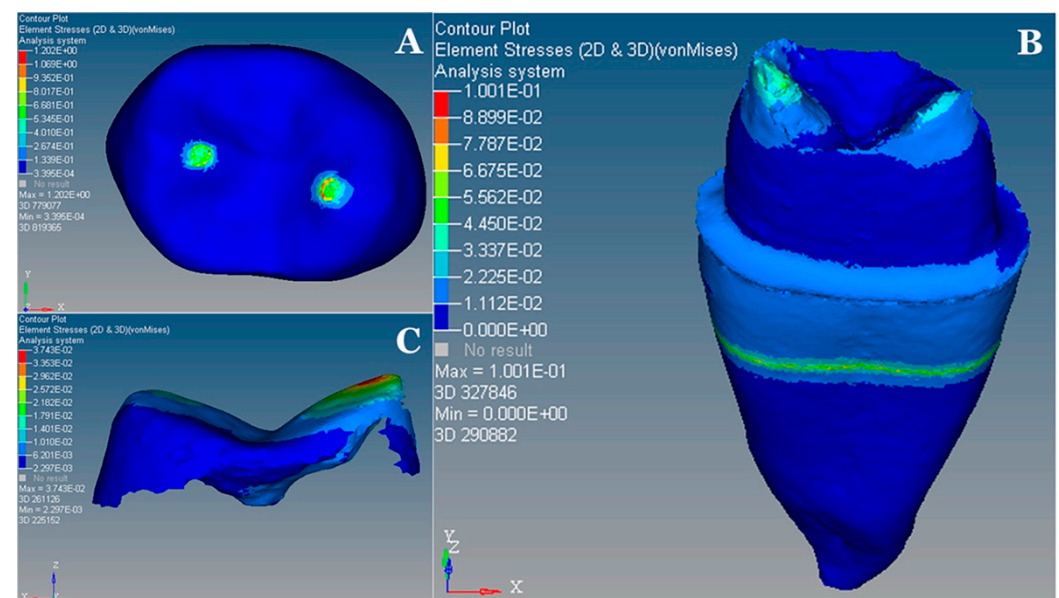 Contour Plot
Element Stresses (2D & 3D)(vonMises)
Analysis system
1.202E+00
1.069E+00
9.352E-01
8.017E-01
6.681E-01
5.345E-01
4.010E-01
2.674E-01
1.339E-01
3.395E-04
No result
Max = 1.202E+00
3D 779077
Min = 3.395E-04
3D 819365
Y
Z X
A
Contour Plot
Element Stresses (2D & 3D)(vonMises)
Analysis system
3.743E-02
3.353E-02
2.962E-02
2.572E-02
2.182E-02
1.791E-02
1.401E-02
1.010E-02
6.201E-03
2.297E-03
No result
Max = 3.743E-02
3D 261126
Min = 2.297E-03
3D 225152
Z
C
Contour Plot
Element Stresses (2D & 3D)(vonMises)
Analysis system
1.001E-01
8.899E-02
7.787E-02
6.675E-02
5.562E-02
4.450E-02
3.337E-02
2.225E-02
1.112E-02
0.000E+00
No result
Max = 1.001E-01
3D 327846
Min = 0.000E+00
3D 290882
Y
Z
X
B